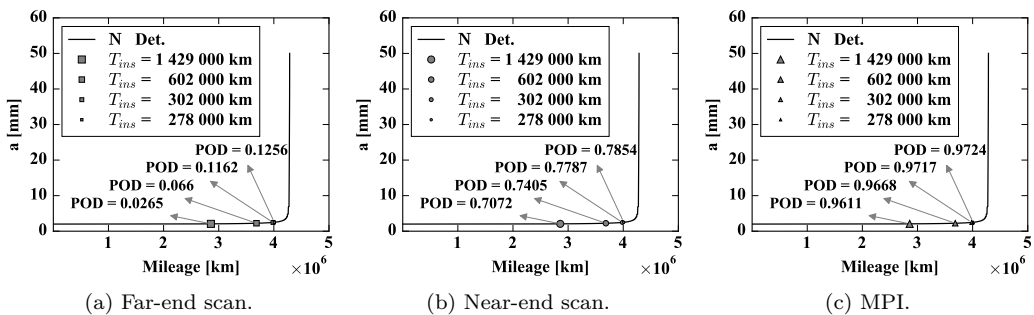 60
50
40
30
20
10
0
a [mm]
N Det.
T_ins = 1 429 000 km
T_ins = 602 000 km
T_ins = 302 000 km
T_ins = 278 000 km
POD = 0.1256
POD = 0.1162
POD = 0.066
POD = 0.0265
0 1 2 3 4 5
Mileage [km] ×10^6
(a) Far-end scan.
60
50
40
30
20
10
0
a [mm]
N Det.
T_ins = 1 429 000 km
T_ins = 602 000 km
T_ins = 302 000 km
T_ins = 278 000 km
POD = 0.7854
POD = 0.7787
POD = 0.7405
POD = 0.7072
0 1 2 3 4 5
Mileage [km] ×10^6
(b) Near-end scan.
60
50
40
30
20
10
0
a [mm]
N Det.
T_ins = 1 429 000 km
T_ins = 602 000 km
T_ins = 302 000 km
T_ins = 278 000 km
POD = 0.9724
POD = 0.9717
POD = 0.9668
POD = 0.9611
0 1 2 3 4 5
Mileage [km] ×10^6
(c) MPI.